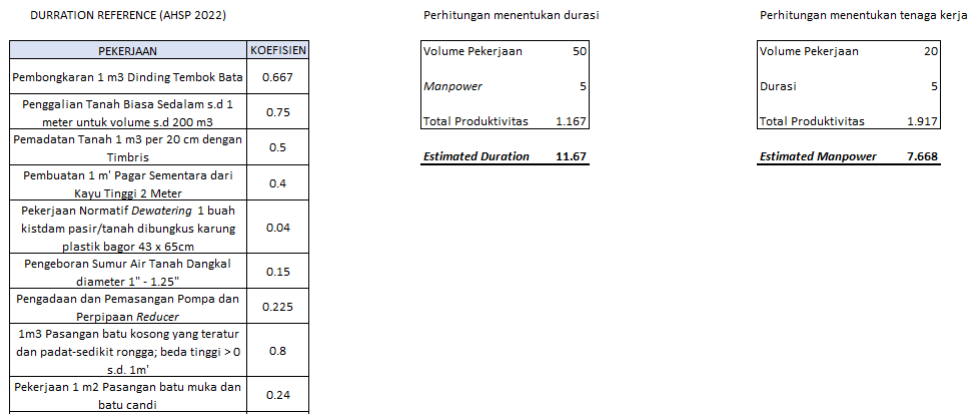 DURRATION REFERENCE (AHSP 2022)
PEKERJAAN KOEFISIEN
Pembongkaran 1 m3 Dinding Tembok Bata 0.667
Penggalian Tanah Biasa Sedalam s.d 1
meter untuk volume s.d 200 m3 0.75
Pemadatan Tanah 1 m3 per 20 cm dengan
Timbris 0.5
Pembuatan 1 m' Pagar Sementara dari
Kayu Tinggi 2 Meter 0.4
Pekerjaan Normatif Dewatering 1 buah
kistdam pasir/tanah dibungkus karung
plastik bagor 43 x 65cm 0.04
Pengeboran Sumur Air Tanah Dangkal
diameter 1" - 1.25" 0.15
Pengadaan dan Pemasangan Pompa dan
Perpipaan Reducer 0.225
1m3 Pasangan batu kosong yang teratur
dan padat-sedikit rongga; beda tinggi > 0
s.d. 1m' 0.8
Pekerjaan 1 m2 Pasangan batu muka dan
batu candi 0.24
Perhitungan menentukan durasi
Volume Pekerjaan 50
Manpower 5
Total Produktivitas 1.167
Estimated Duration 11.67
Perhitungan menentukan tenaga kerja
Volume Pekerjaan 20
Durasi 5
Total Produktivitas 1.917
Estimated Manpower 7.668